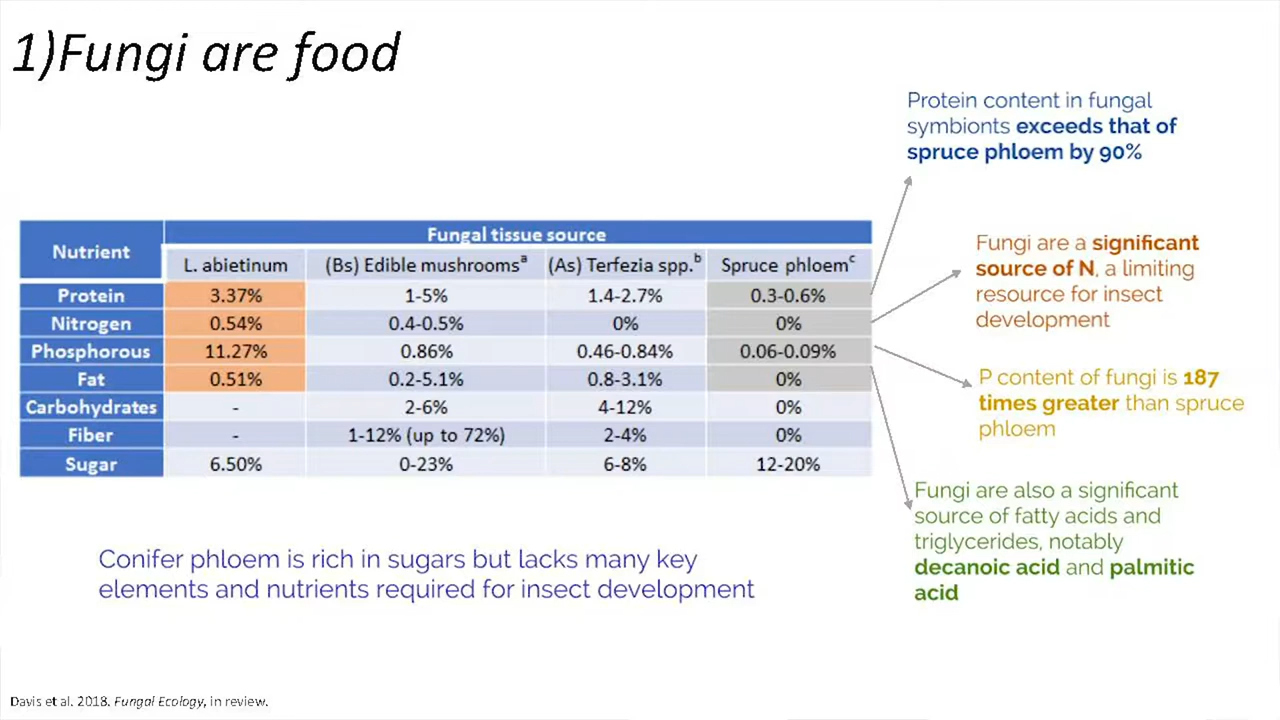 1)Fungi are food
Protein content in fungal
symbionts exceeds that of
spruce phloem by 90%
Nutrient Fungal tissue source
L. abietinum (Bs) Edible mushroomsᵃ (As) Terfezia spp.ᵇ Spruce phloemᶜ
Protein 3.37% 1-5% 1.4-2.7% 0.3-0.6%
Nitrogen 0.54% 0.4-0.5% 0% 0%
Phosphorous 11.27% 0.86% 0.46-0.84% 0.06-0.09%
Fat 0.51% 0.2-5.1% 0.8-3.1% 0%
Carbohydrates - 2-6% 4-12% 0%
Fiber - 1-12% (up to 72%) 2-4% 0%
Sugar 6.50% 0-23% 6-8% 12-20%
Fungi are a significant
source of N, a limiting
resource for insect
development
P content of fungi is 187
times greater than spruce
phloem
Fungi are also a significant
source of fatty acids and
triglycerides, notably
decanoic acid and palmitic
acid
Conifer phloem is rich in sugars but lacks many key
elements and nutrients required for insect development
Davis et al. 2018. Fungal Ecology, in review.